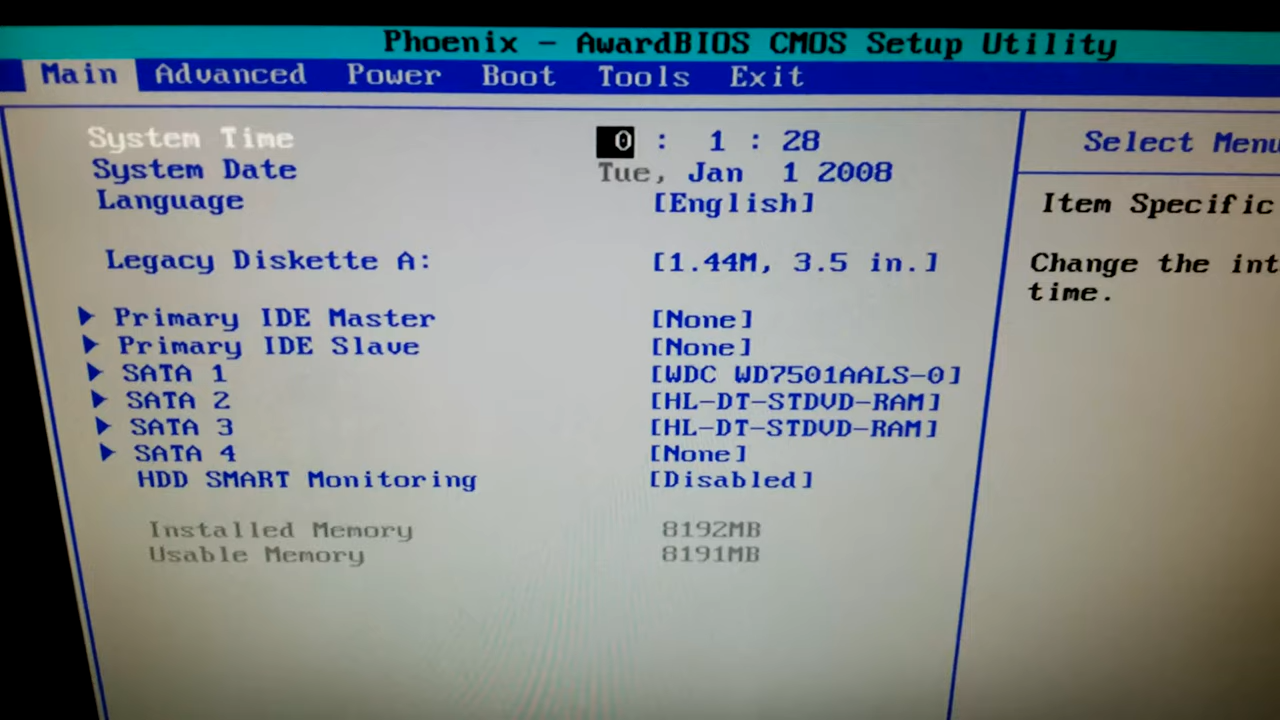 Phoenix - AwardBIOS CMOS Setup Utility
Main Advanced Power Boot Tools Exit
System Time 0 : 1 : 28
System Date Tue, Jan 1 2008
Language [English]
Legacy Diskette A: [1.44M, 3.5 in.]
Primary IDE Master [None]
Primary IDE Slave [None]
SATA 1 [WDC WD7501AALS-0]
SATA 2 [HL-DT-STDVD-RAM]
SATA 3 [HL-DT-STDVD-RAM]
SATA 4 [None]
HDD SMART Monitoring [Disabled]
Installed Memory 8192MB
Usable Memory 8191MB
Select Menu
Item Specific
Change the int
time.